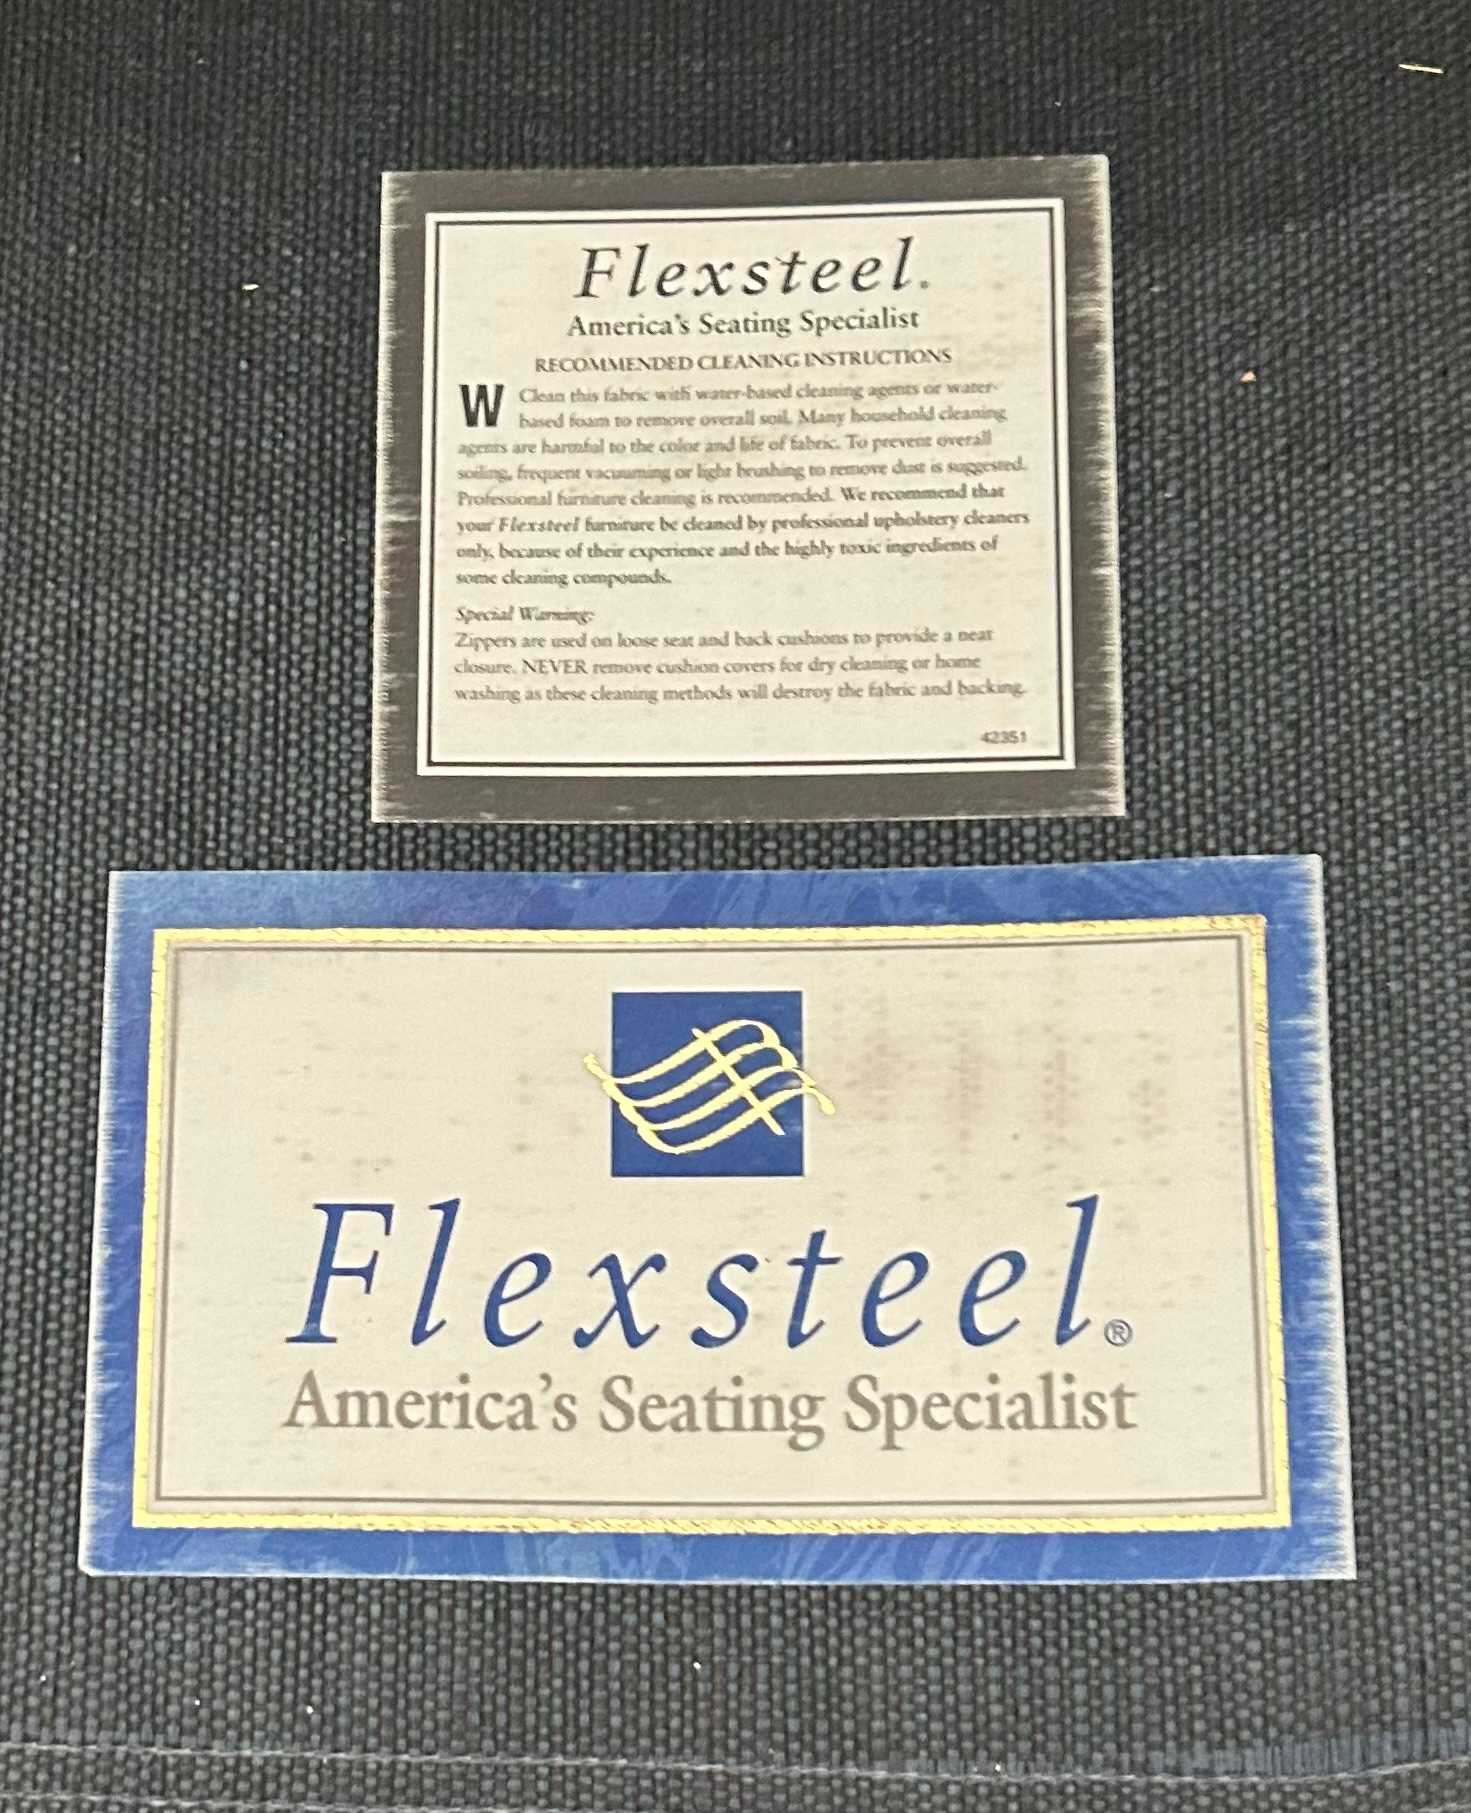 Flexsteel®
America's Seating Specialist
RECOMMENDED CLEANING INSTRUCTIONS
W Clean this fabric with water-based cleaning agents or water-
based foam to remove overall soil. Many household cleaning
agents are harmful to the color and life of fabric. To prevent overall
soiling, frequent vacuuming or light brushing to remove dust is suggested.
Professional furniture cleaning is recommended. We recommend that
your Flexsteel furniture be cleaned by professional upholstery cleaners
only, because of their experience and the highly toxic ingredients of
some cleaning compounds.
Special Warning:
Zippers are used on loose seat and back cushions to provide a neat
closure. NEVER remove cushion covers for dry cleaning or home
washing as these cleaning methods will destroy the fabric and backing.
42351
Flexsteel®
America's Seating Specialist